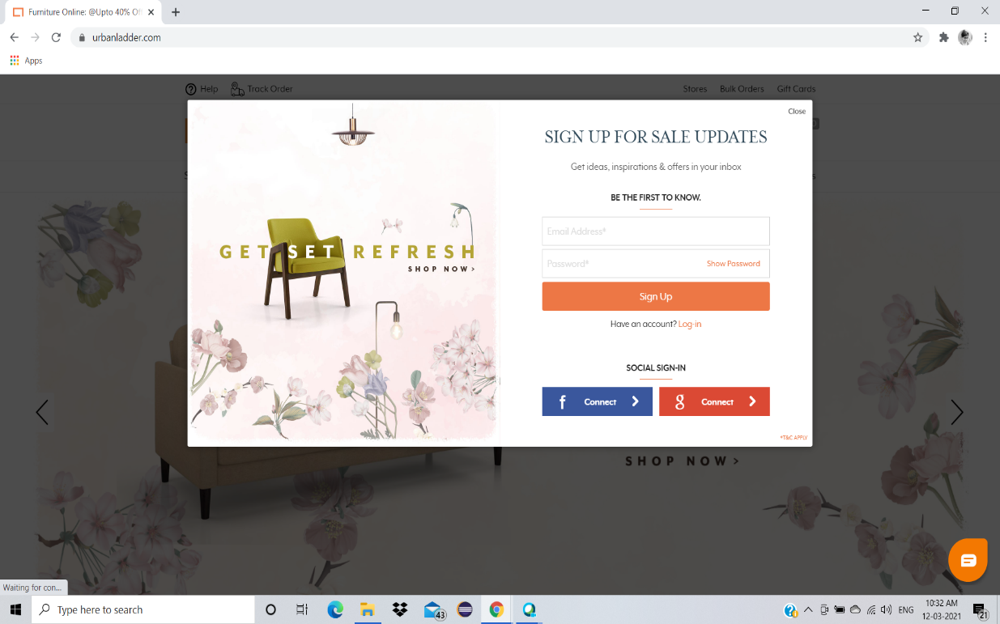 Furniture Online: @Upto 40% Off
urbanladder.com
Apps
Help
Track Order
Stores
Bulk Orders
Gift Cards
Close
SIGN UP FOR SALE UPDATES
Get ideas, inspirations & offers in your inbox
BE THE FIRST TO KNOW.
Email Address*
Password*
Show Password
Sign Up
Have an account? Log-in
SOCIAL SIGN-IN
f Connect
g Connect
*T&C APPLY
GET SET REFRESH
SHOP NOW >
SHOP NOW >
Waiting for con...
Type here to search
43
ENG
10:32 AM
12-03-2021
21